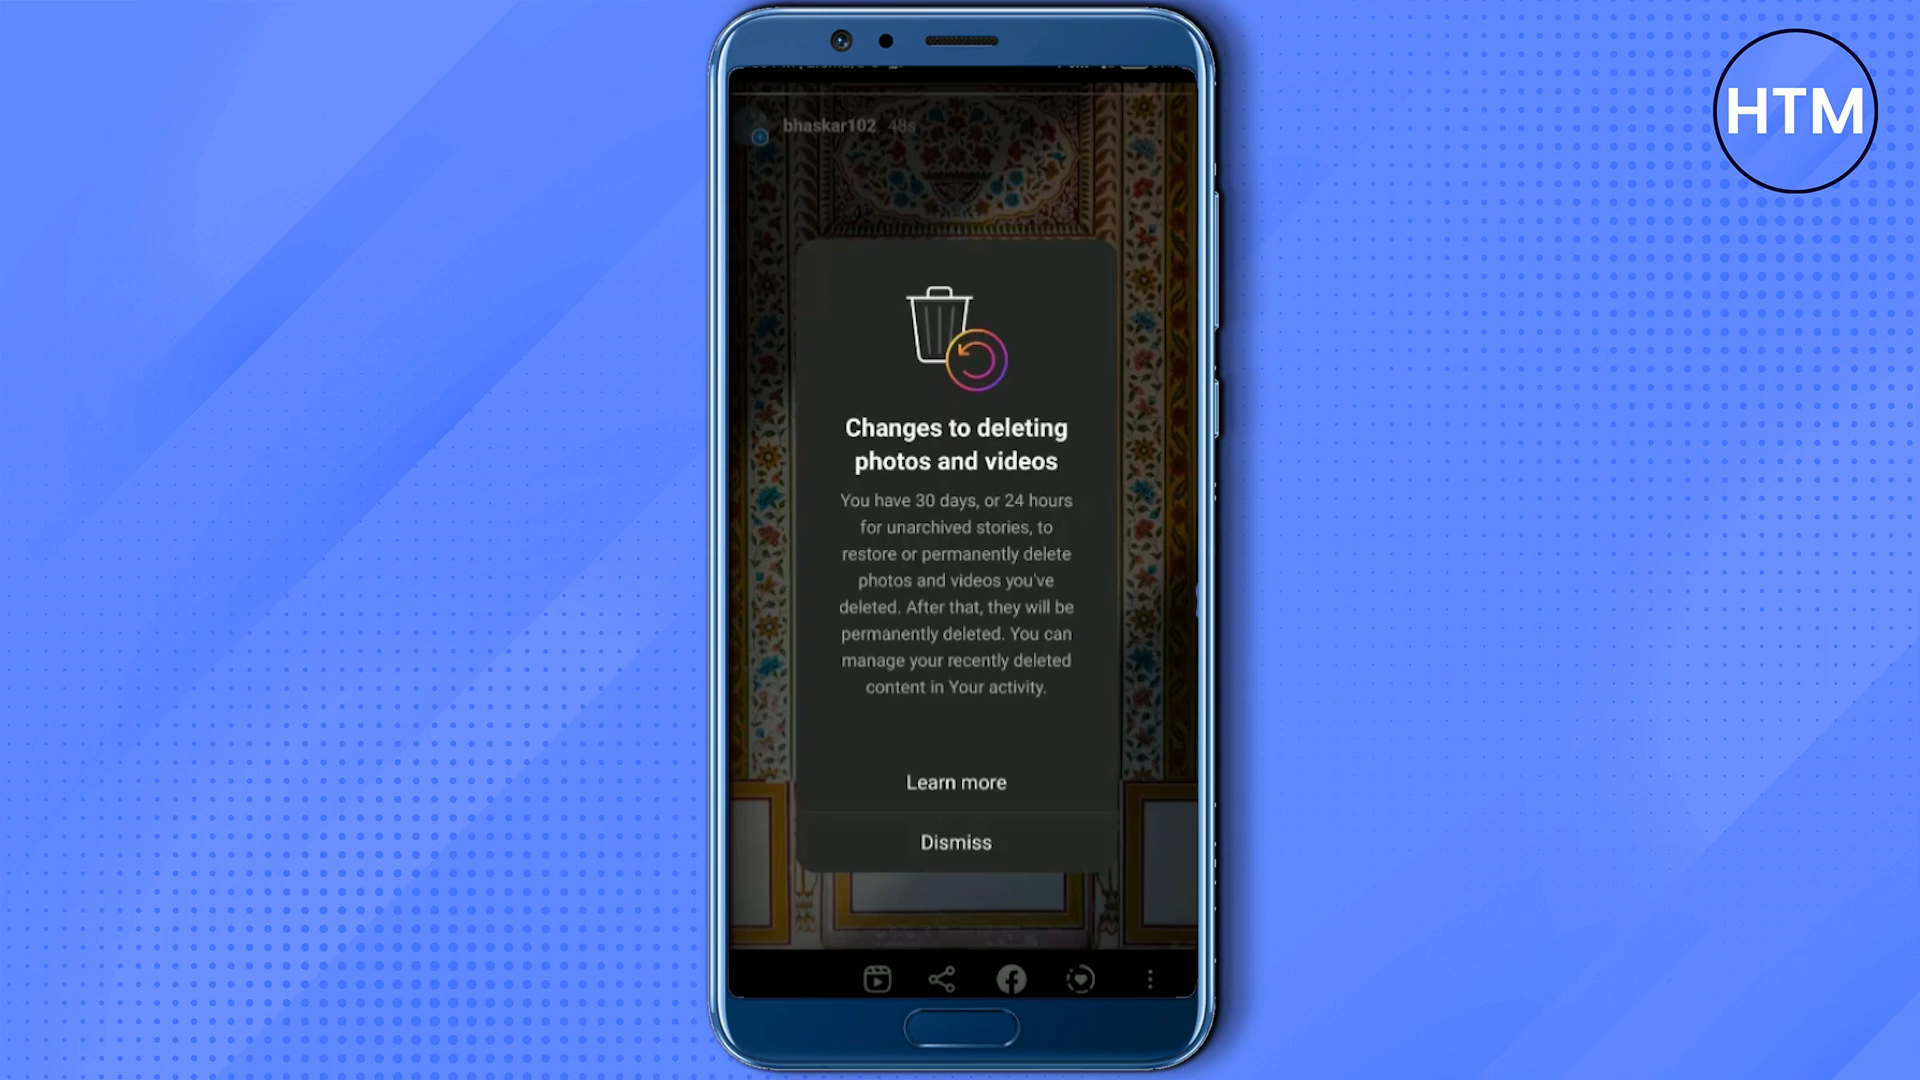 HTM
bhaskar102 48s
Changes to deleting
photos and videos
You have 30 days, or 24 hours
for unarchived stories, to
restore or permanently delete
photos and videos you've
deleted. After that, they will be
permanently deleted. You can
manage your recently deleted
content in Your activity.
Learn more
Dismiss